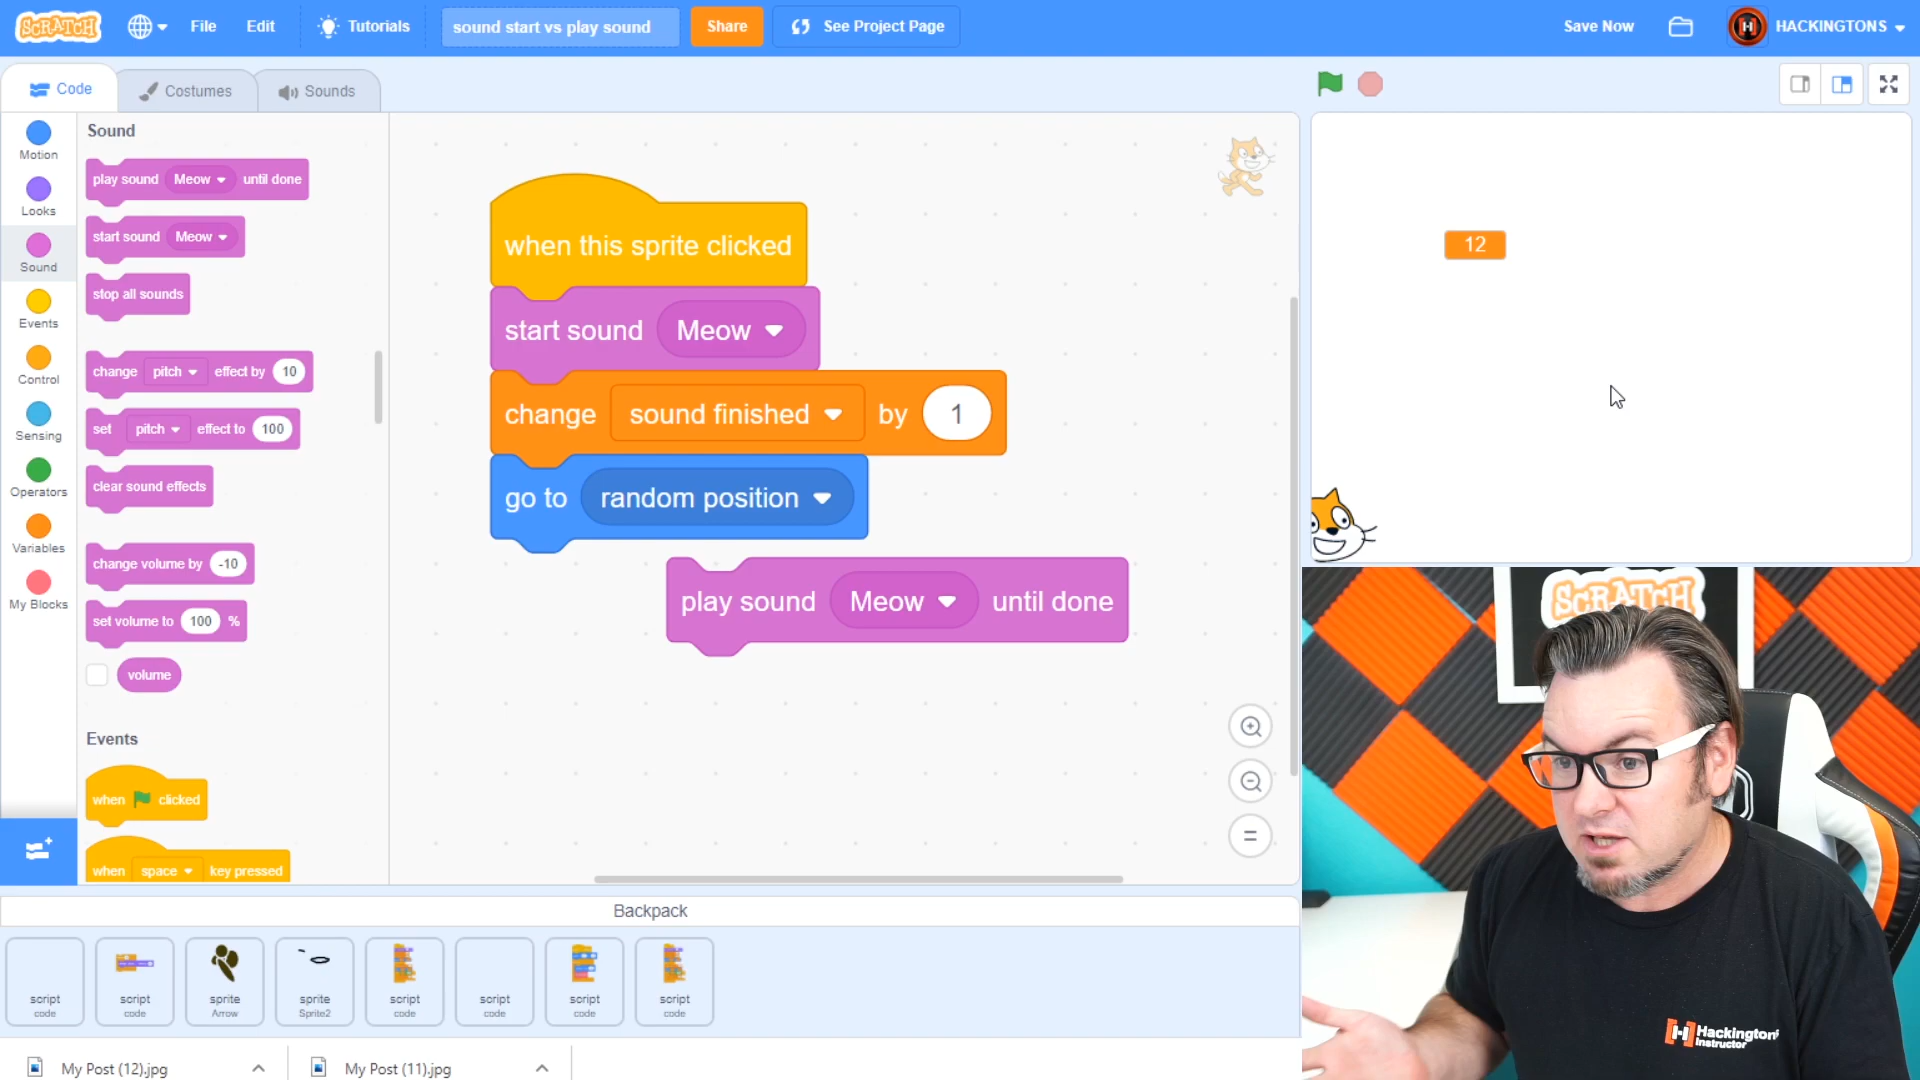 SCRATCH
File
Edit
Tutorials
sound start vs play sound
Share
See Project Page
Save Now
HACKINGTONS
Code
Costumes
Sounds
Motion
Looks
Sound
Events
Control
Sensing
Operators
Variables
My Blocks
Sound
play sound Meow until done
start sound Meow
stop all sounds
change pitch effect by 10
set pitch effect to 100
clear sound effects
change volume by -10
set volume to 100 %
volume
Events
when clicked
when space key pressed
when this sprite clicked
start sound Meow
change sound finished by 1
go to random position
play sound Meow until done
12
SCRATCH
Hackingtons
Instructor
Backpack
script
code
script
code
sprite
Arrow
sprite
Sprite2
script
code
script
code
script
code
script
code
My Post (12).jpg
My Post (11).jpg